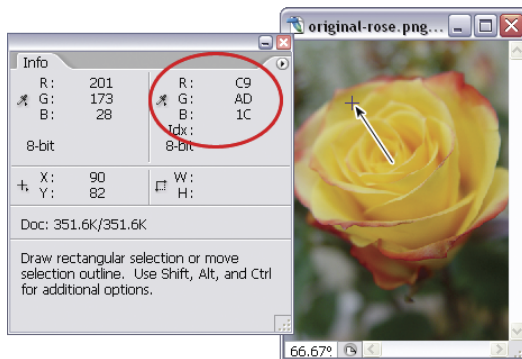 original-rose.png...
Info
R: 201
G: 173
B: 28
8-bit
R: C9
G: AD
B: 1C
Idx:
8-bit
X: 90
Y: 82
W:
H:
Doc: 351.6K/351.6K
Draw rectangular selection or move
selection outline. Use Shift, Alt, and Ctrl
for additional options.
66.67%